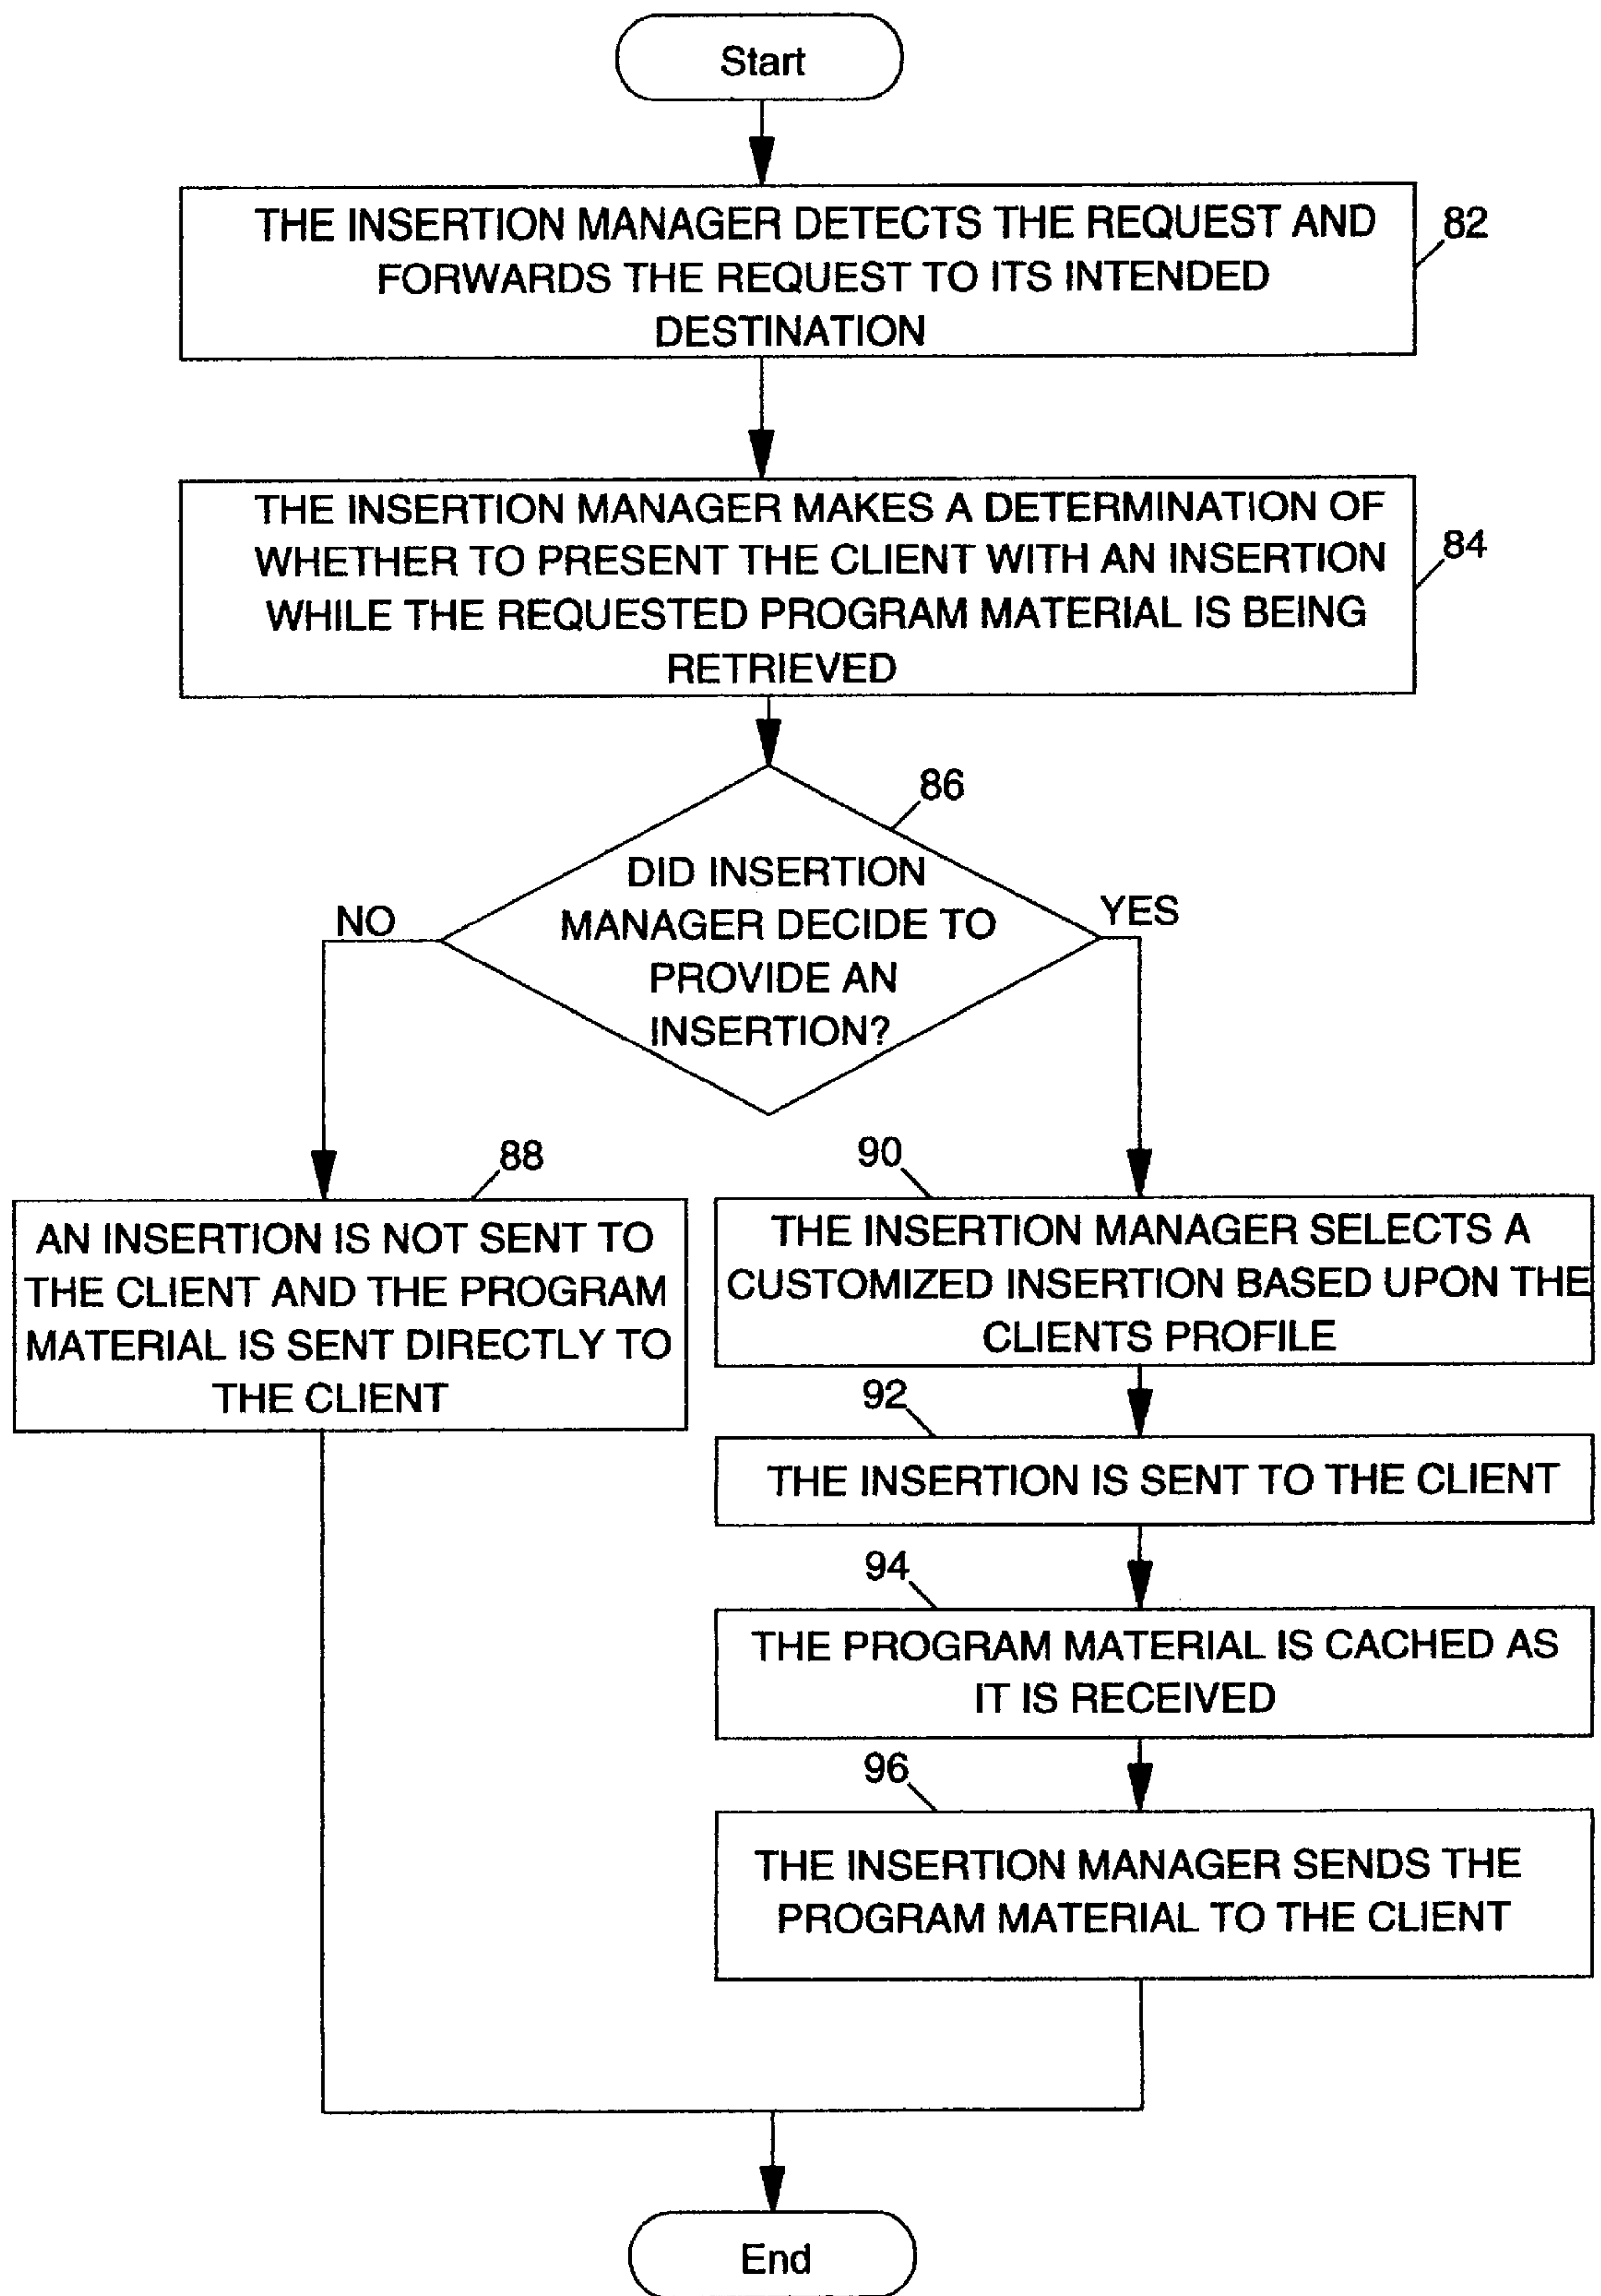 Start
THE INSERTION MANAGER DETECTS THE REQUEST AND
FORWARDS THE REQUEST TO ITS INTENDED
DESTINATION
82
THE INSERTION MANAGER MAKES A DETERMINATION OF
WHETHER TO PRESENT THE CLIENT WITH AN INSERTION
WHILE THE REQUESTED PROGRAM MATERIAL IS BEING
RETRIEVED
84
86
DID INSERTION
MANAGER DECIDE TO
PROVIDE AN
INSERTION?
NO
YES
88
AN INSERTION IS NOT SENT TO
THE CLIENT AND THE PROGRAM
MATERIAL IS SENT DIRECTLY TO
THE CLIENT
90
THE INSERTION MANAGER SELECTS A
CUSTOMIZED INSERTION BASED UPON THE
CLIENTS PROFILE
92
THE INSERTION IS SENT TO THE CLIENT
94
THE PROGRAM MATERIAL IS CACHED AS
IT IS RECEIVED
96
THE INSERTION MANAGER SENDS THE
PROGRAM MATERIAL TO THE CLIENT
End